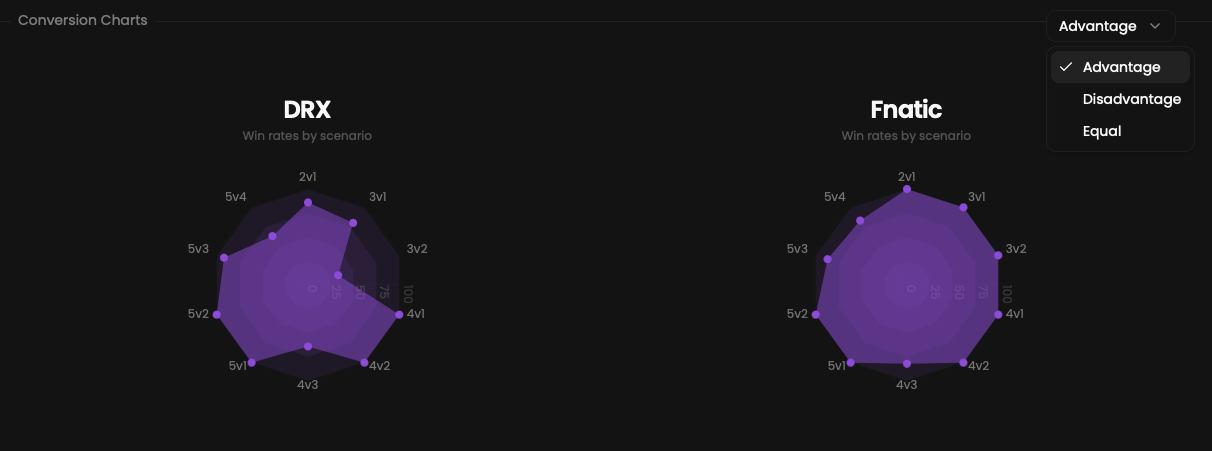 Conversion Charts
Advantage
Advantage
Disadvantage
Equal
DRX
Win rates by scenario
2v1
3v1
3v2
4v1
4v2
4v3
5v1
5v2
5v3
5v4
0
25
50
75
100
Fnatic
Win rates by scenario
2v1
3v1
3v2
4v1
4v2
4v3
5v1
5v2
5v3
5v4
0
25
50
75
100